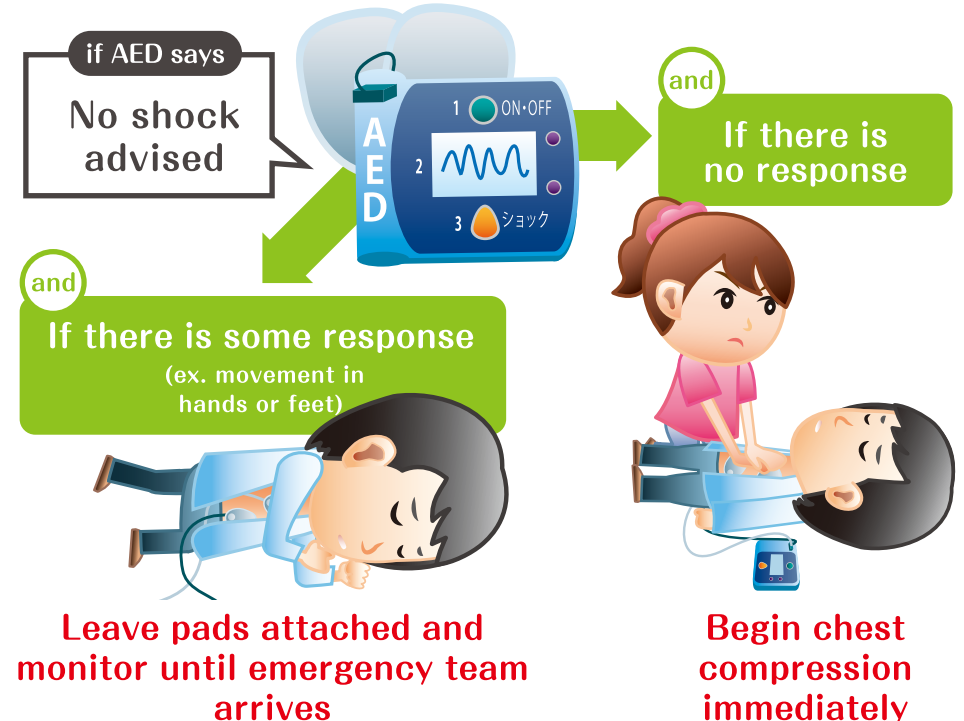 if AED says
No shock
advised
AED
1 ON・OFF
2
3 ショック
and
If there is
no response
and
If there is some response
(ex. movement in
hands or feet)
Leave pads attached and
monitor until emergency team
arrives
Begin chest
compression
immediately